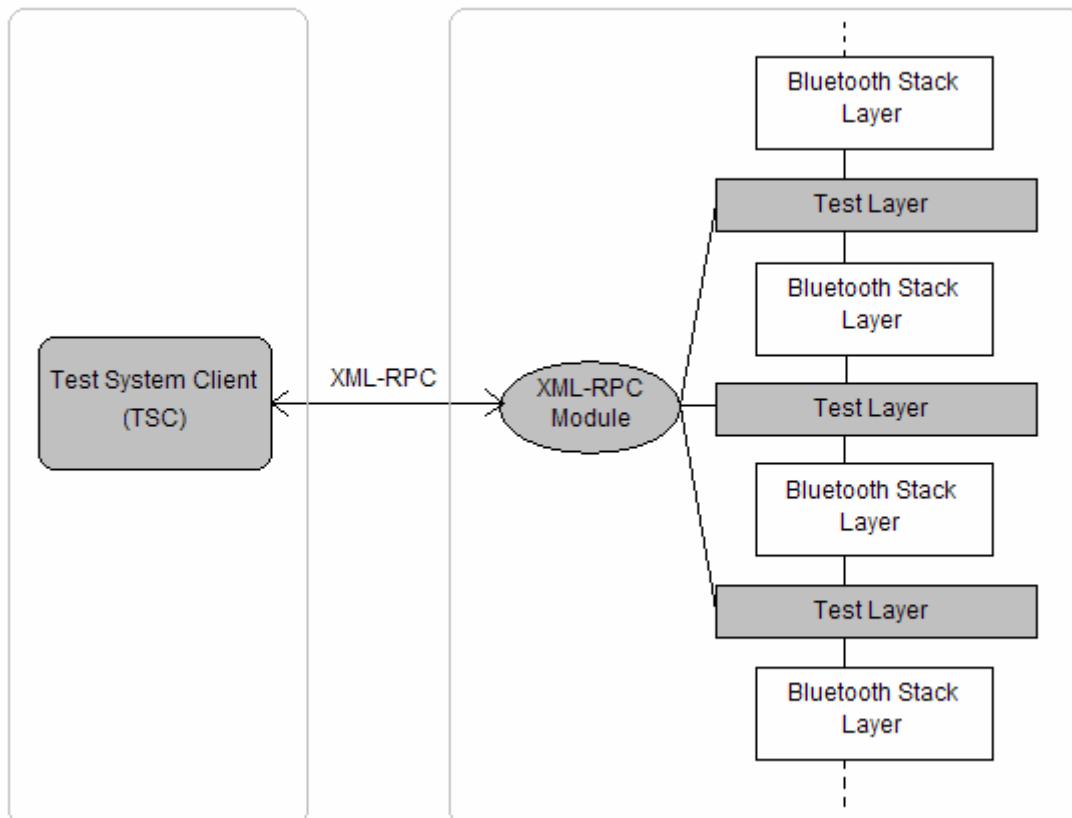 Bluetooth Stack
Layer
Test Layer
Bluetooth Stack
Layer
Test System Client
(TSC)
XML-RPC
XML-RPC
Module
Test Layer
Bluetooth Stack
Layer
Test Layer
Bluetooth Stack
Layer